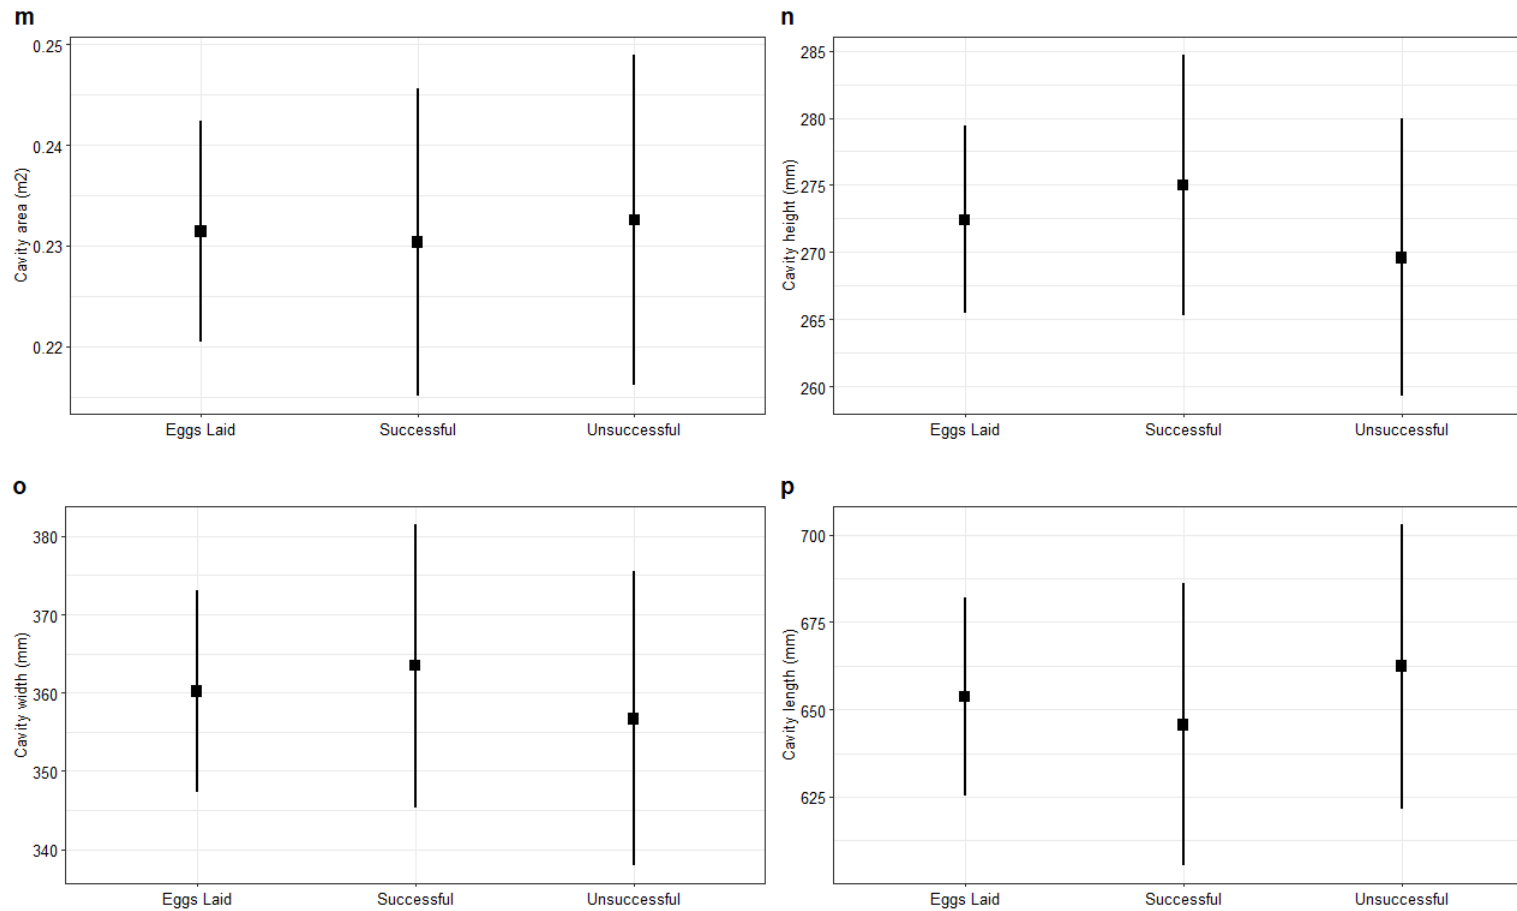 m
0.25
0.24
0.23
0.22
Cavity area (m2)
Eggs Laid Successful Unsuccessful
n
285
280
275
270
265
260
Cavity height (mm)
Eggs Laid Successful Unsuccessful
o
380
370
360
350
340
Cavity width (mm)
Eggs Laid Successful Unsuccessful
p
700
675
650
625
Cavity length (mm)
Eggs Laid Successful Unsuccessful